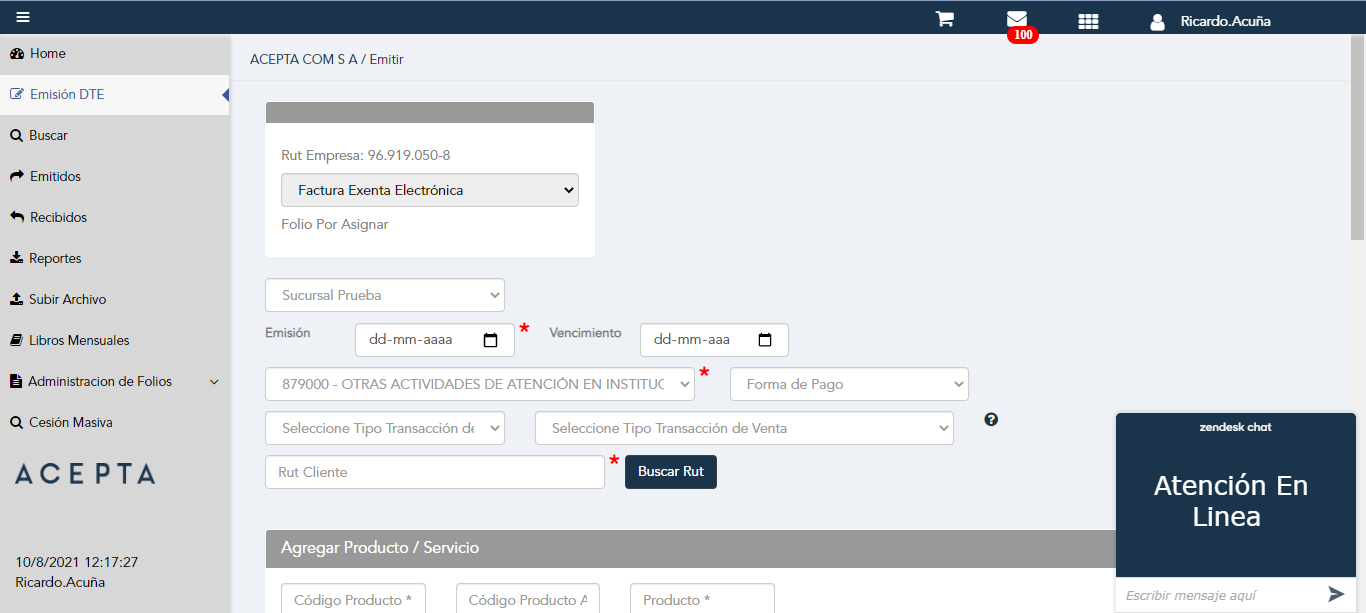 100
Ricardo.Acuña
Home
Emisión DTE
Buscar
Emitidos
Recibidos
Reportes
Subir Archivo
Libros Mensuales
Administracion de Folios
Cesión Masiva
ACEPTA
10/8/2021 12:17:27
Ricardo.Acuña
ACEPTA COM S A / Emitir
Rut Empresa: 96.919.050-8
Factura Exenta Electrónica
Folio Por Asignar
Sucursal Prueba
Emisión dd-mm-aaaa * Vencimiento dd-mm-aaa
879000 - OTRAS ACTIVIDADES DE ATENCIÓN EN INSTITUC * Forma de Pago
Seleccione Tipo Transacción de Seleccione Tipo Transacción de Venta ?
Rut Cliente * Buscar Rut
Agregar Producto / Servicio
Código Producto * Código Producto A Producto *
zendesk chat
Atención En
Linea
Escribir mensaje aquí